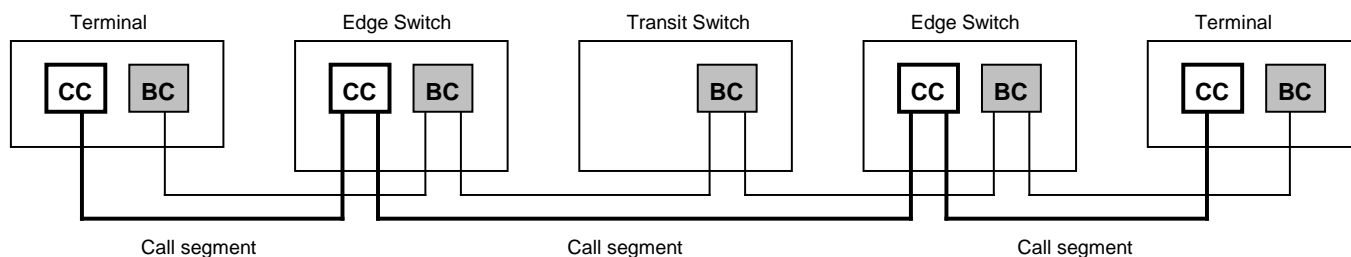 Terminal Edge Switch Transit Switch Edge Switch Terminal
CC BC CC BC BC CC BC CC BC
Call segment Call segment Call segment